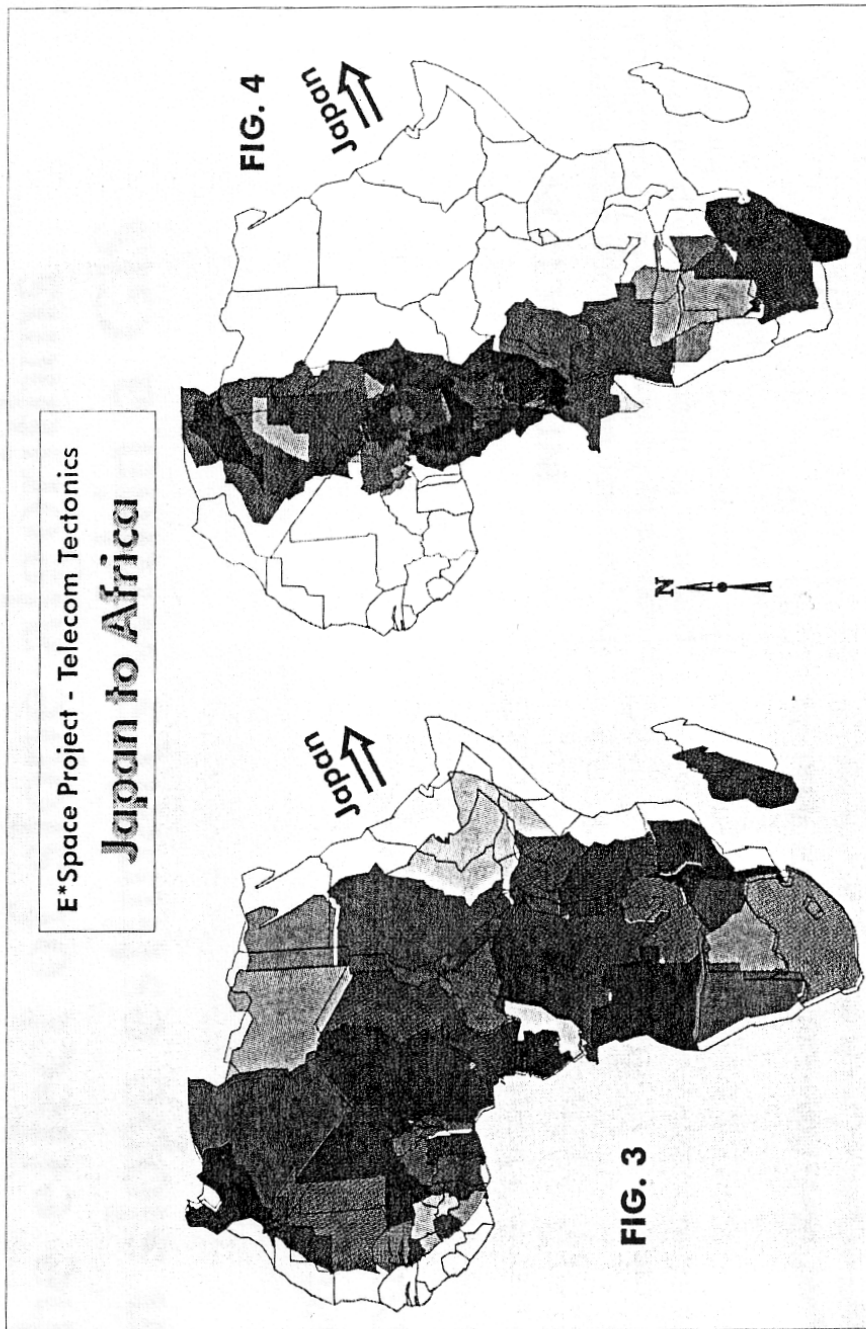 E*Space Project - Telecom Tectonics
Japan to Africa
Japan
FIG. 3
N
Japan
FIG. 4